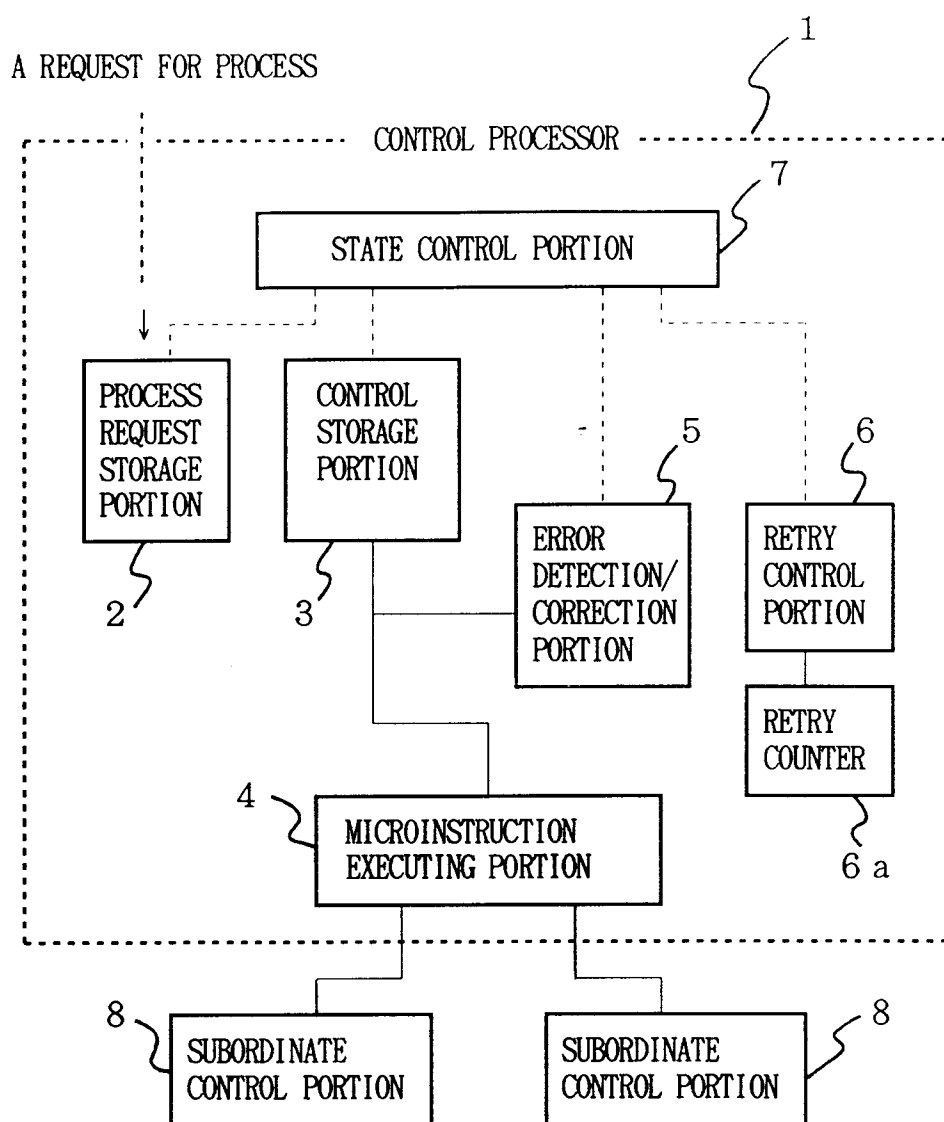 1
A REQUEST FOR PROCESS
CONTROL PROCESSOR
7
STATE CONTROL PORTION
PROCESS
REQUEST
STORAGE
PORTION
2
CONTROL
STORAGE
PORTION
3
5
ERROR
DETECTION/
CORRECTION
PORTION
6
RETRY
CONTROL
PORTION
RETRY
COUNTER
6a
4
MICROINSTRUCTION
EXECUTING PORTION
8
SUBORDINATE
CONTROL PORTION
8
SUBORDINATE
CONTROL PORTION